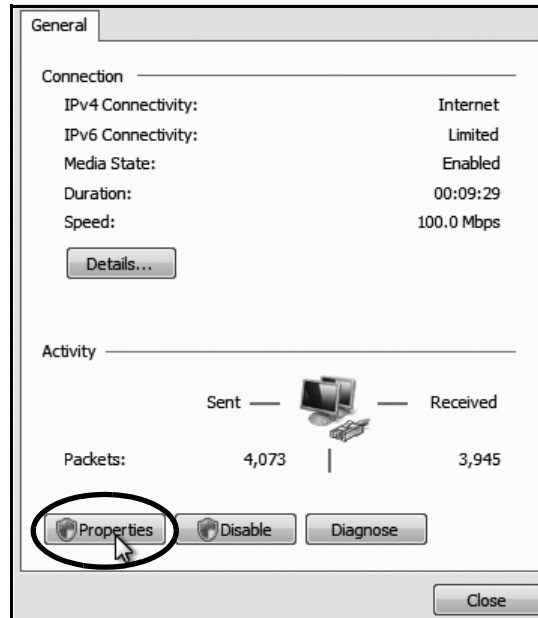 General
Connection
IPv4 Connectivity: Internet
IPv6 Connectivity: Limited
Media State: Enabled
Duration: 00:09:29
Speed: 100.0 Mbps
Details...
Activity
Sent Received
Packets: 4,073 3,945
Properties Disable Diagnose
Close